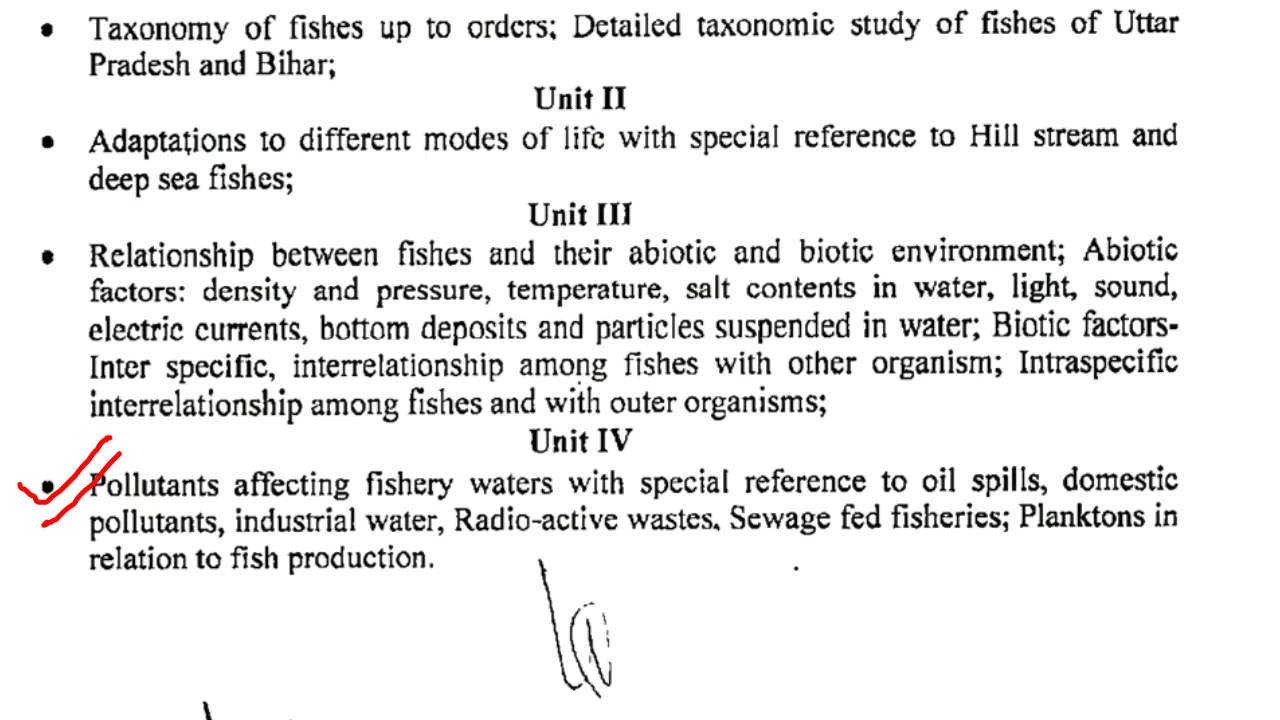 • Taxonomy of fishes up to orders; Detailed taxonomic study of fishes of Uttar
Pradesh and Bihar;
Unit II
• Adaptations to different modes of life with special reference to Hill stream and
deep sea fishes;
Unit III
• Relationship between fishes and their abiotic and biotic environment; Abiotic
factors: density and pressure, temperature, salt contents in water, light, sound,
electric currents, bottom deposits and particles suspended in water; Biotic factors-
Inter specific, interrelationship among fishes with other organism; Intraspecific
interrelationship among fishes and with outer organisms;
Unit IV
• Pollutants affecting fishery waters with special reference to oil spills, domestic
pollutants, industrial water, Radio-active wastes, Sewage fed fisheries; Planktons in
relation to fish production.